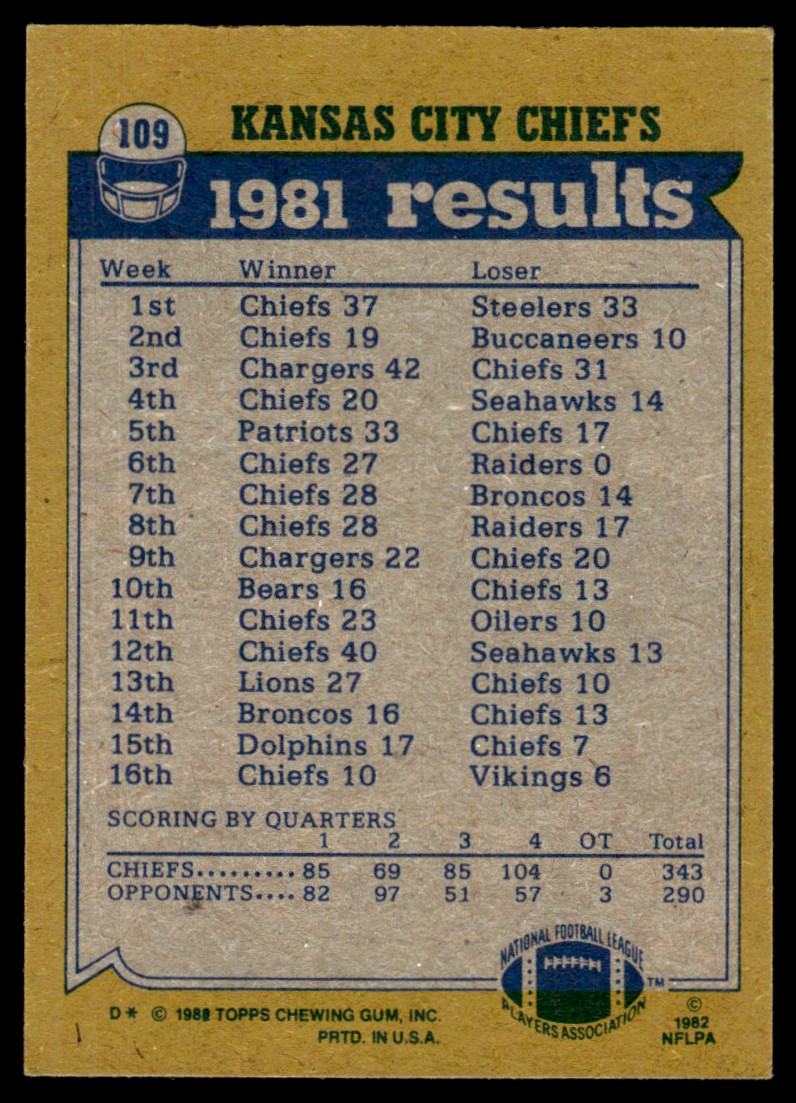 109
KANSAS CITY CHIEFS
1981 results
Week Winner Loser
1st Chiefs 37 Steelers 33
2nd Chiefs 19 Buccaneers 10
3rd Chargers 42 Chiefs 31
4th Chiefs 20 Seahawks 14
5th Patriots 33 Chiefs 17
6th Chiefs 27 Raiders 0
7th Chiefs 28 Broncos 14
8th Chiefs 28 Raiders 17
9th Chargers 22 Chiefs 20
10th Bears 16 Chiefs 13
11th Chiefs 23 Oilers 10
12th Chiefs 40 Seahawks 13
13th Lions 27 Chiefs 10
14th Broncos 16 Chiefs 13
15th Dolphins 17 Chiefs 7
16th Chiefs 10 Vikings 6
SCORING BY QUARTERS
1 2 3 4 OT Total
CHIEFS.......... 85 69 85 104 0 343
OPPONENTS.... 82 97 51 57 3 290
NATIONAL FOOTBALL LEAGUE
PLAYERS ASSOCIATION
™
D* © 1982 TOPPS CHEWING GUM, INC.
PRTD. IN U.S.A.
©
1982
NFLPA